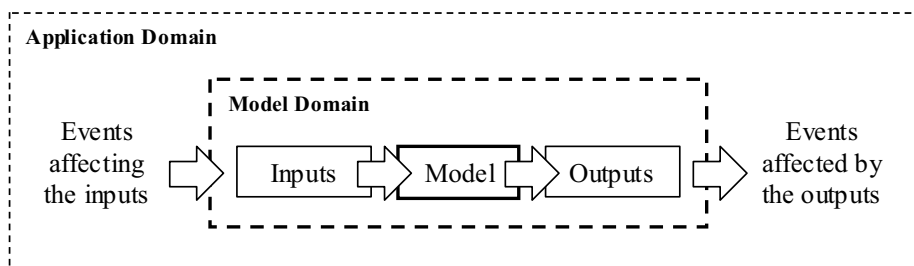 Application Domain
Model Domain
Events
affecting
the inputs
Inputs
Model
Outputs
Events
affected by
the outputs